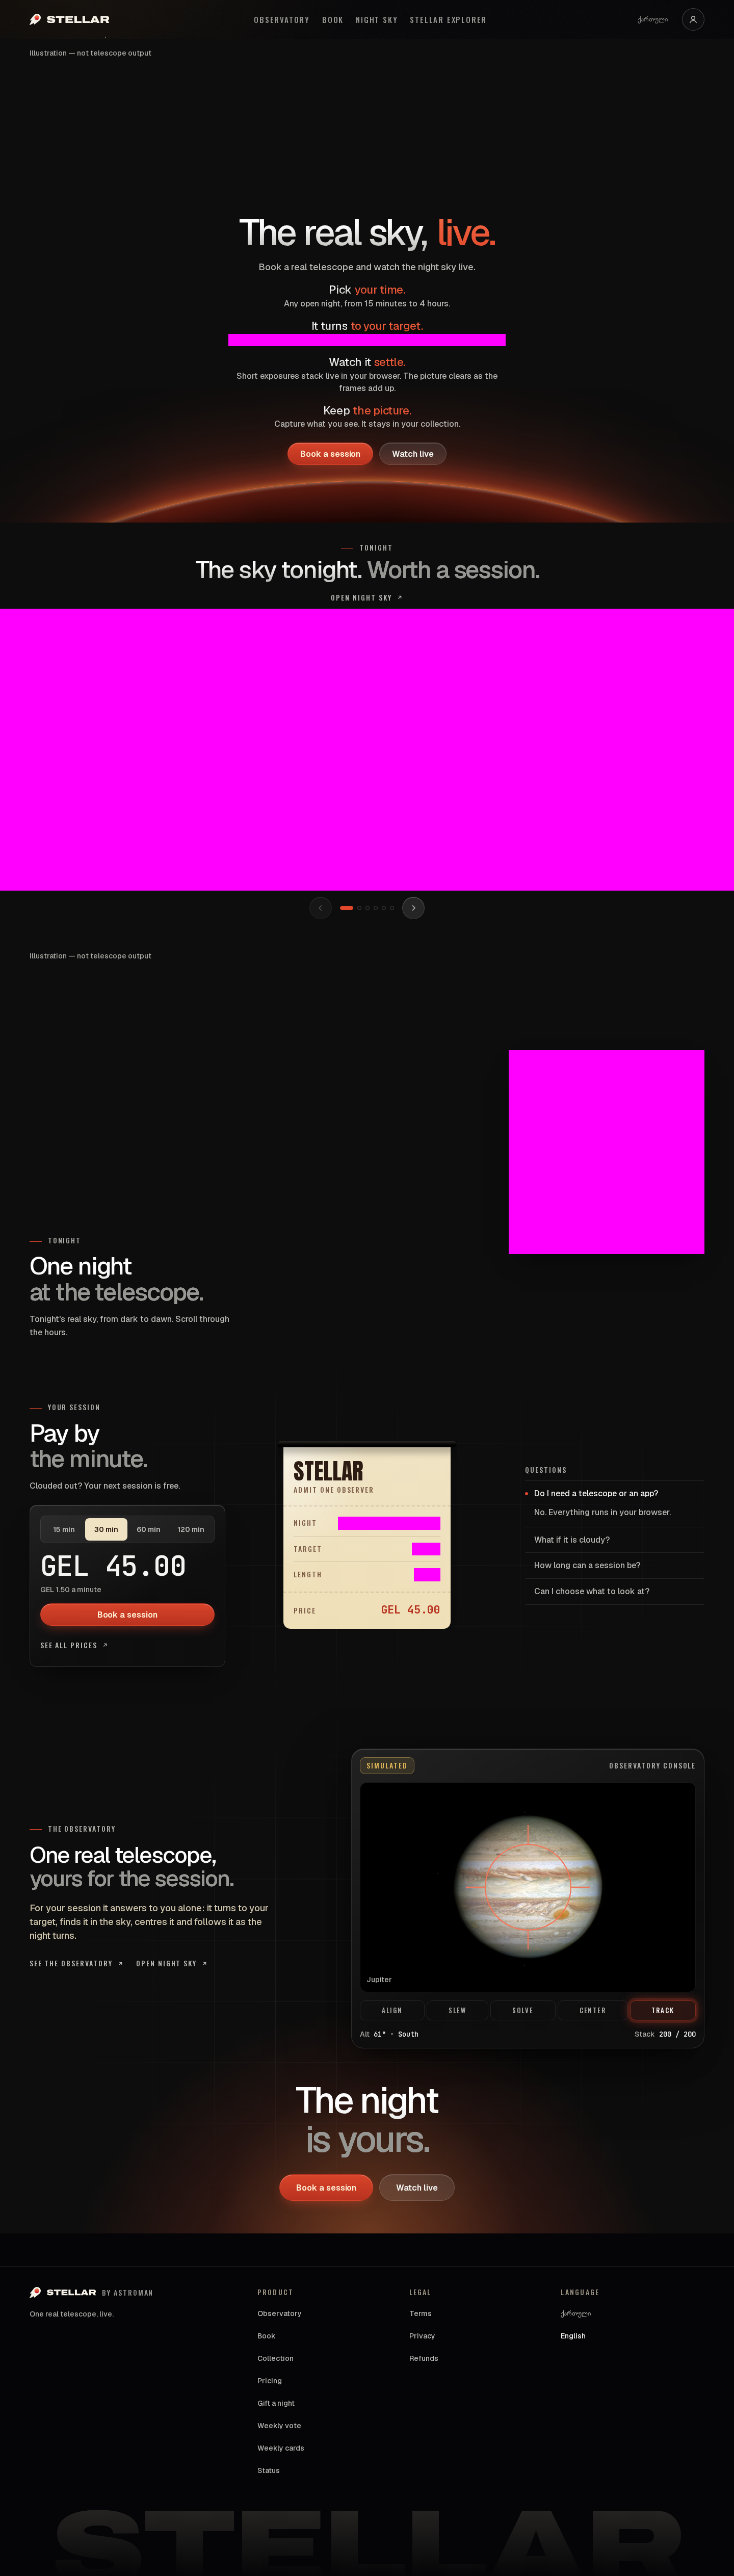 STELLAR
OBSERVATORY BOOK NIGHT SKY STELLAR EXPLORER
ქართული
Illustration — not telescope output
The real sky, live.
Book a real telescope and watch the night sky live.
Pick your time.
Any open night, from 15 minutes to 4 hours.
It turns to your target.
Watch it settle.
Short exposures stack live in your browser. The picture clears as the
frames add up.
Keep the picture.
Capture what you see. It stays in your collection.
Book a session
Watch live
TONIGHT
The sky tonight. Worth a session.
OPEN NIGHT SKY ↗
Illustration — not telescope output
TONIGHT
One night
at the telescope.
Tonight's real sky, from dark to dawn. Scroll through
the hours.
YOUR SESSION
Pay by
the minute.
Clouded out? Your next session is free.
15 min 30 min 60 min 120 min
GEL 45.00
GEL 1.50 a minute
Book a session
SEE ALL PRICES ↗
STELLAR
ADMIT ONE OBSERVER
NIGHT
TARGET
LENGTH
PRICE GEL 45.00
QUESTIONS
Do I need a telescope or an app?
No. Everything runs in your browser.
What if it is cloudy?
How long can a session be?
Can I choose what to look at?
THE OBSERVATORY
One real telescope,
yours for the session.
For your session it answers to you alone: it turns to your
target, finds it in the sky, centres it and follows it as the
night turns.
SEE THE OBSERVATORY ↗ OPEN NIGHT SKY ↗
SIMULATED
OBSERVATORY CONSOLE
Jupiter
ALIGN SLEW SOLVE CENTER TRACK
Alt 61° · South
Stack 200 / 200
The night
is yours.
Book a session
Watch live
STELLAR BY ASTROMAN
One real telescope, live.
PRODUCT
Observatory
Book
Collection
Pricing
Gift a night
Weekly vote
Weekly cards
Status
LEGAL
Terms
Privacy
Refunds
LANGUAGE
ქართული
English
STELLAR